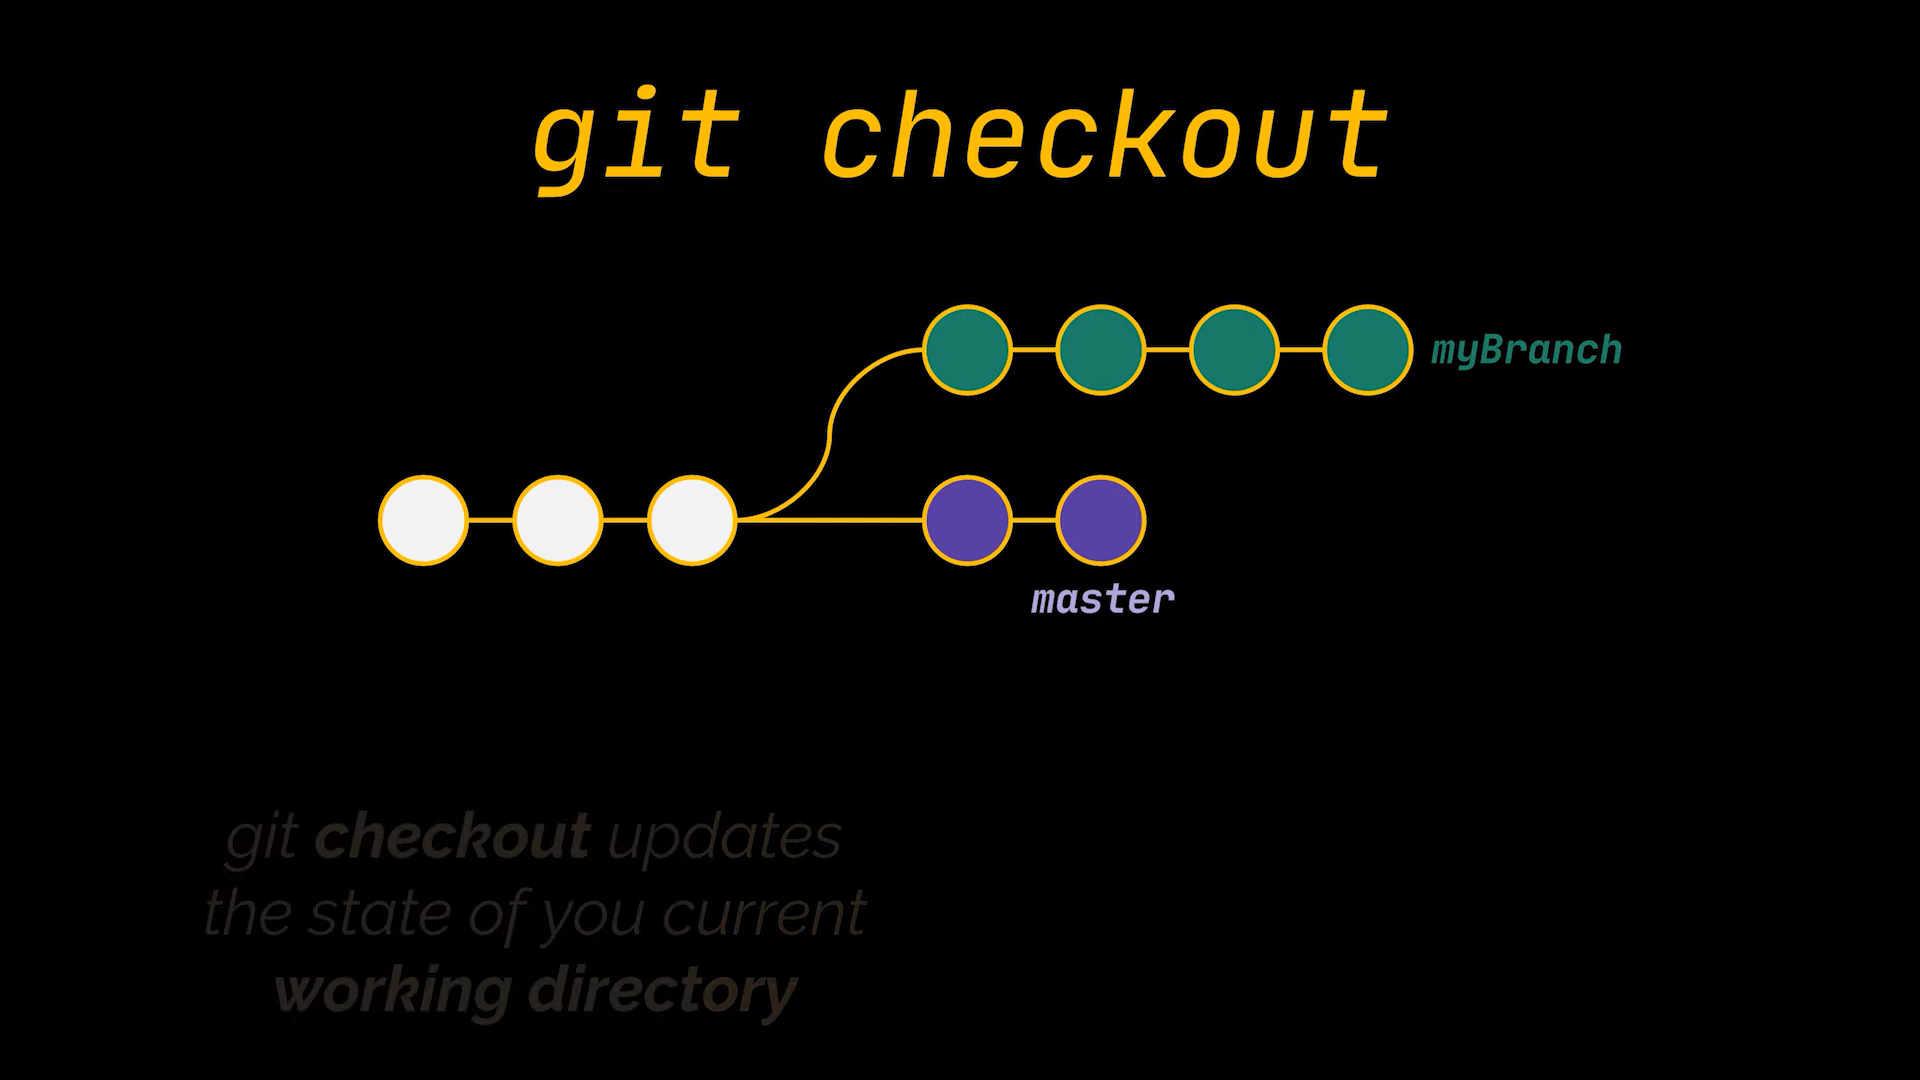 git checkout
myBranch
master
git checkout updates
the state of you current
working directory